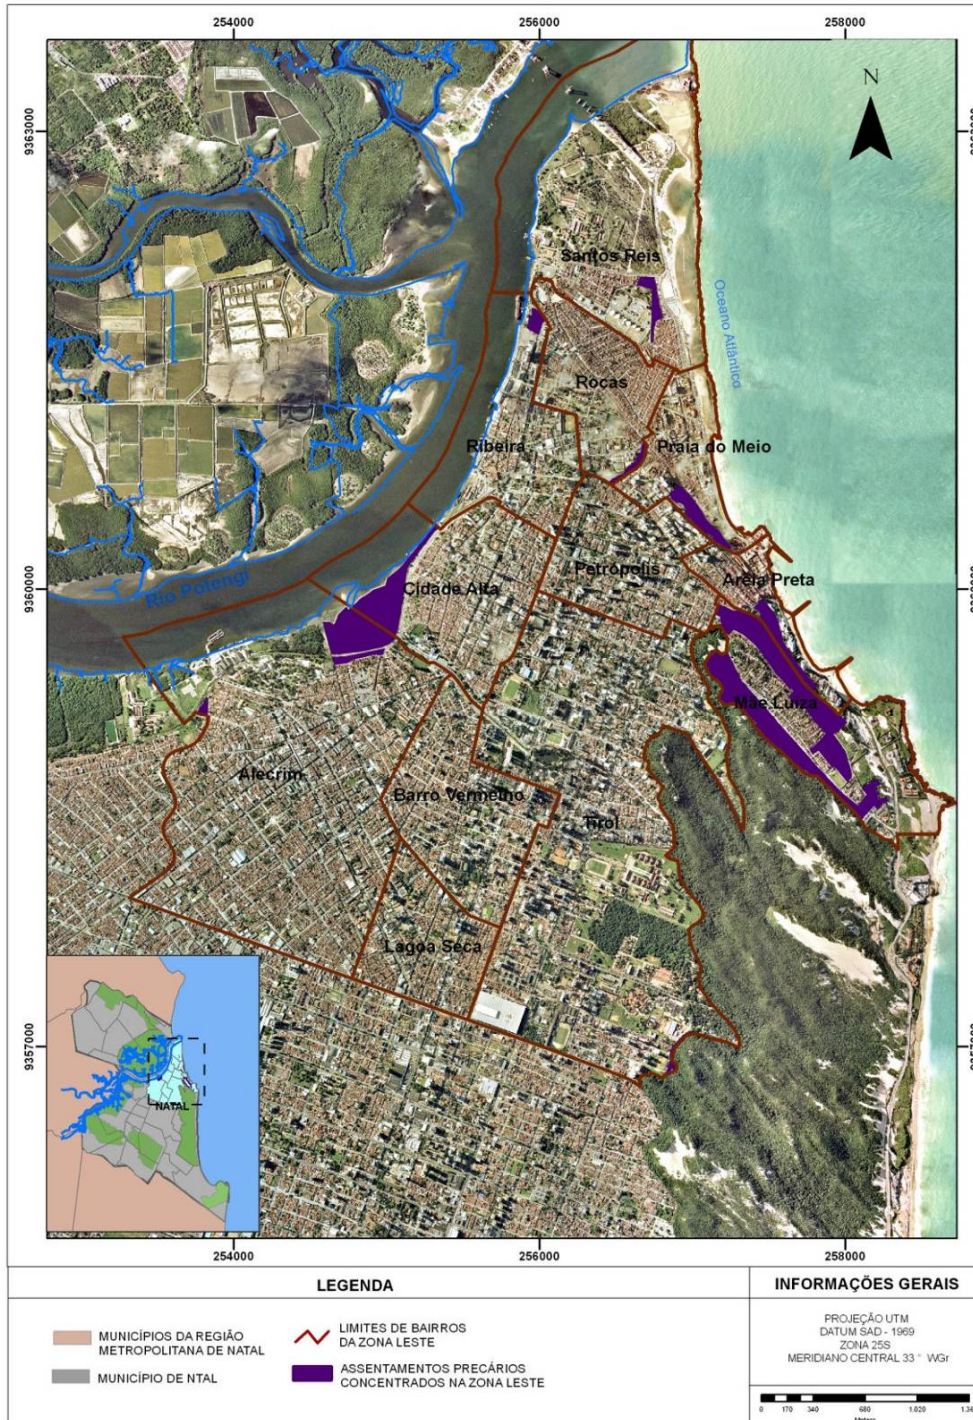 254000
256000
258000
N
9363000
Santos Reis
Oceano Atlântico
Rocas
Ribeira
Praia do Meio
Rio Potengi
9360000
Cidade Alta
Petrópolis
Areia Preta
Mãe Luiza
Alecrim
Barro Vermelho
Tirol
Lagoa Seca
9357000
NATAL
254000
256000
258000
LEGENDA
MUNICÍPIOS DA REGIÃO
METROPOLITANA DE NATAL
MUNICÍPIO DE NTAL
LIMITES DE BAIRROS
DA ZONA LESTE
ASSENTAMENTOS PRECÁRIOS
CONCENTRADOS NA ZONA LESTE
INFORMAÇÕES GERAIS
PROJEÇÃO UTM
DATUM SAD - 1969
ZONA 25S
MERIDIANO CENTRAL 33 ° WGr
0 170 340 680 1.020